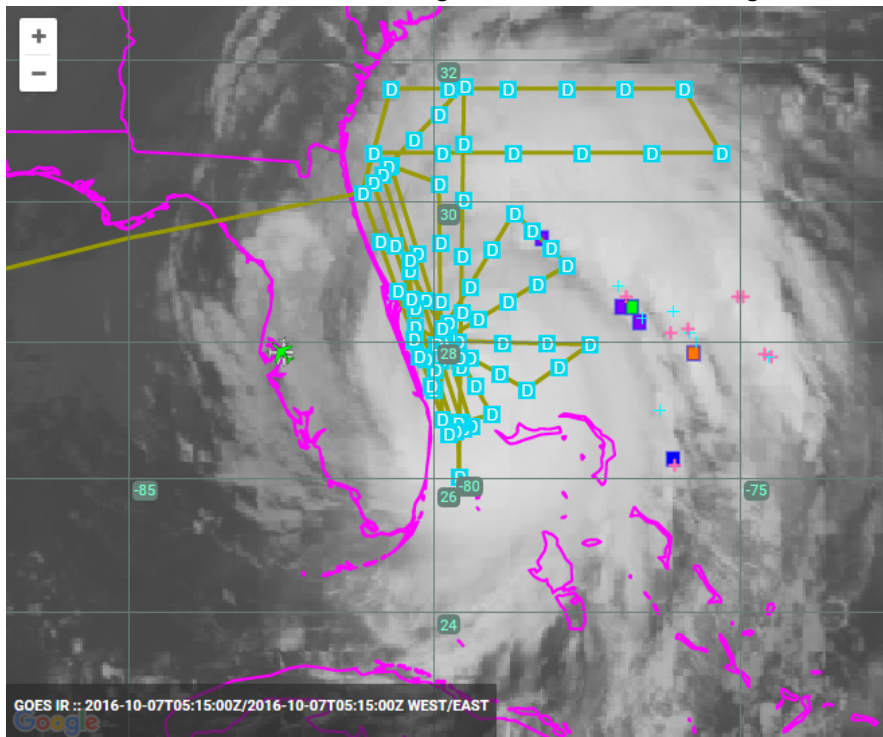 +
−
32
D D D D D D D
D
D D
D D D D D D
D
D
D D
D D
D
D
D D
D D D D
D D
D D
D
D
D D
D D D
D D
D D D
28
D D D D
D
D D
D D
D
D
-85
-80
-75
26
30
24
GOES IR :: 2016-10-07T05:15:00Z/2016-10-07T05:15:00Z WEST/EAST
Google